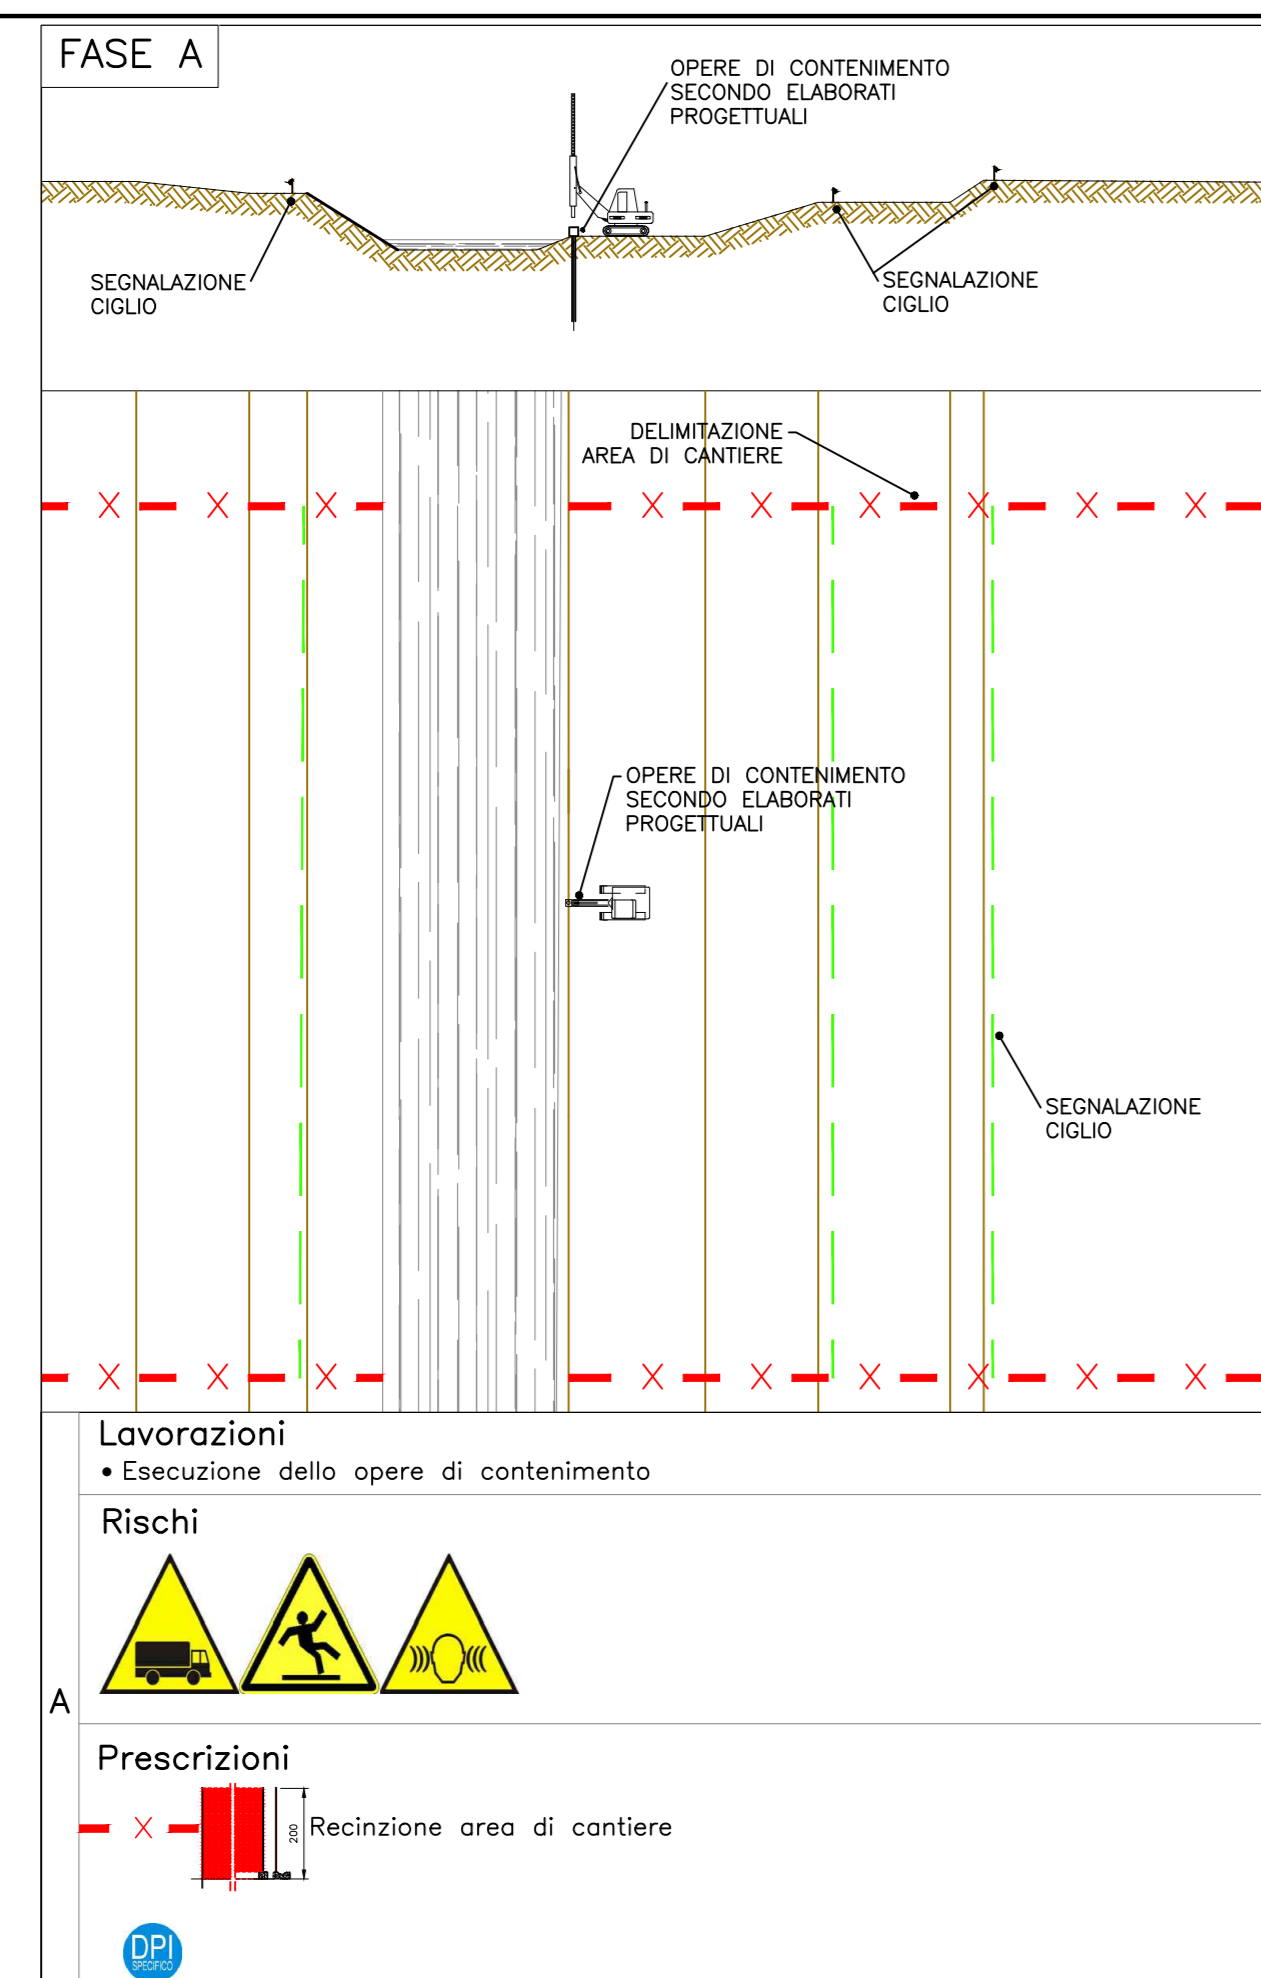 FASE A
OPERE DI CONTENIMENTO
SECONDO ELABORATI
PROGETTUALI
SEGNALAZIONE
CIGLIO
SEGNALAZIONE
CIGLIO
DELIMITAZIONE
AREA DI CANTIERE
OPERE DI CONTENIMENTO
SECONDO ELABORATI
PROGETTUALI
SEGNALAZIONE
CIGLIO
A
Lavorazioni
• Esecuzione dello opere di contenimento
Rischi
Prescrizioni
200
Recinzione area di cantiere
DPI
SPECIFICO